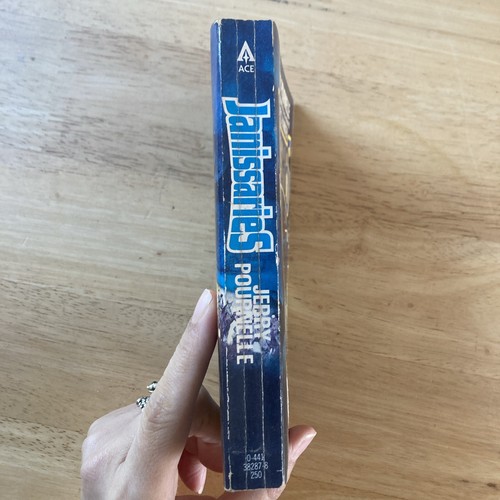 ACE
Janissaries
JERRY
POURNELLE
0-441
38287-8
250